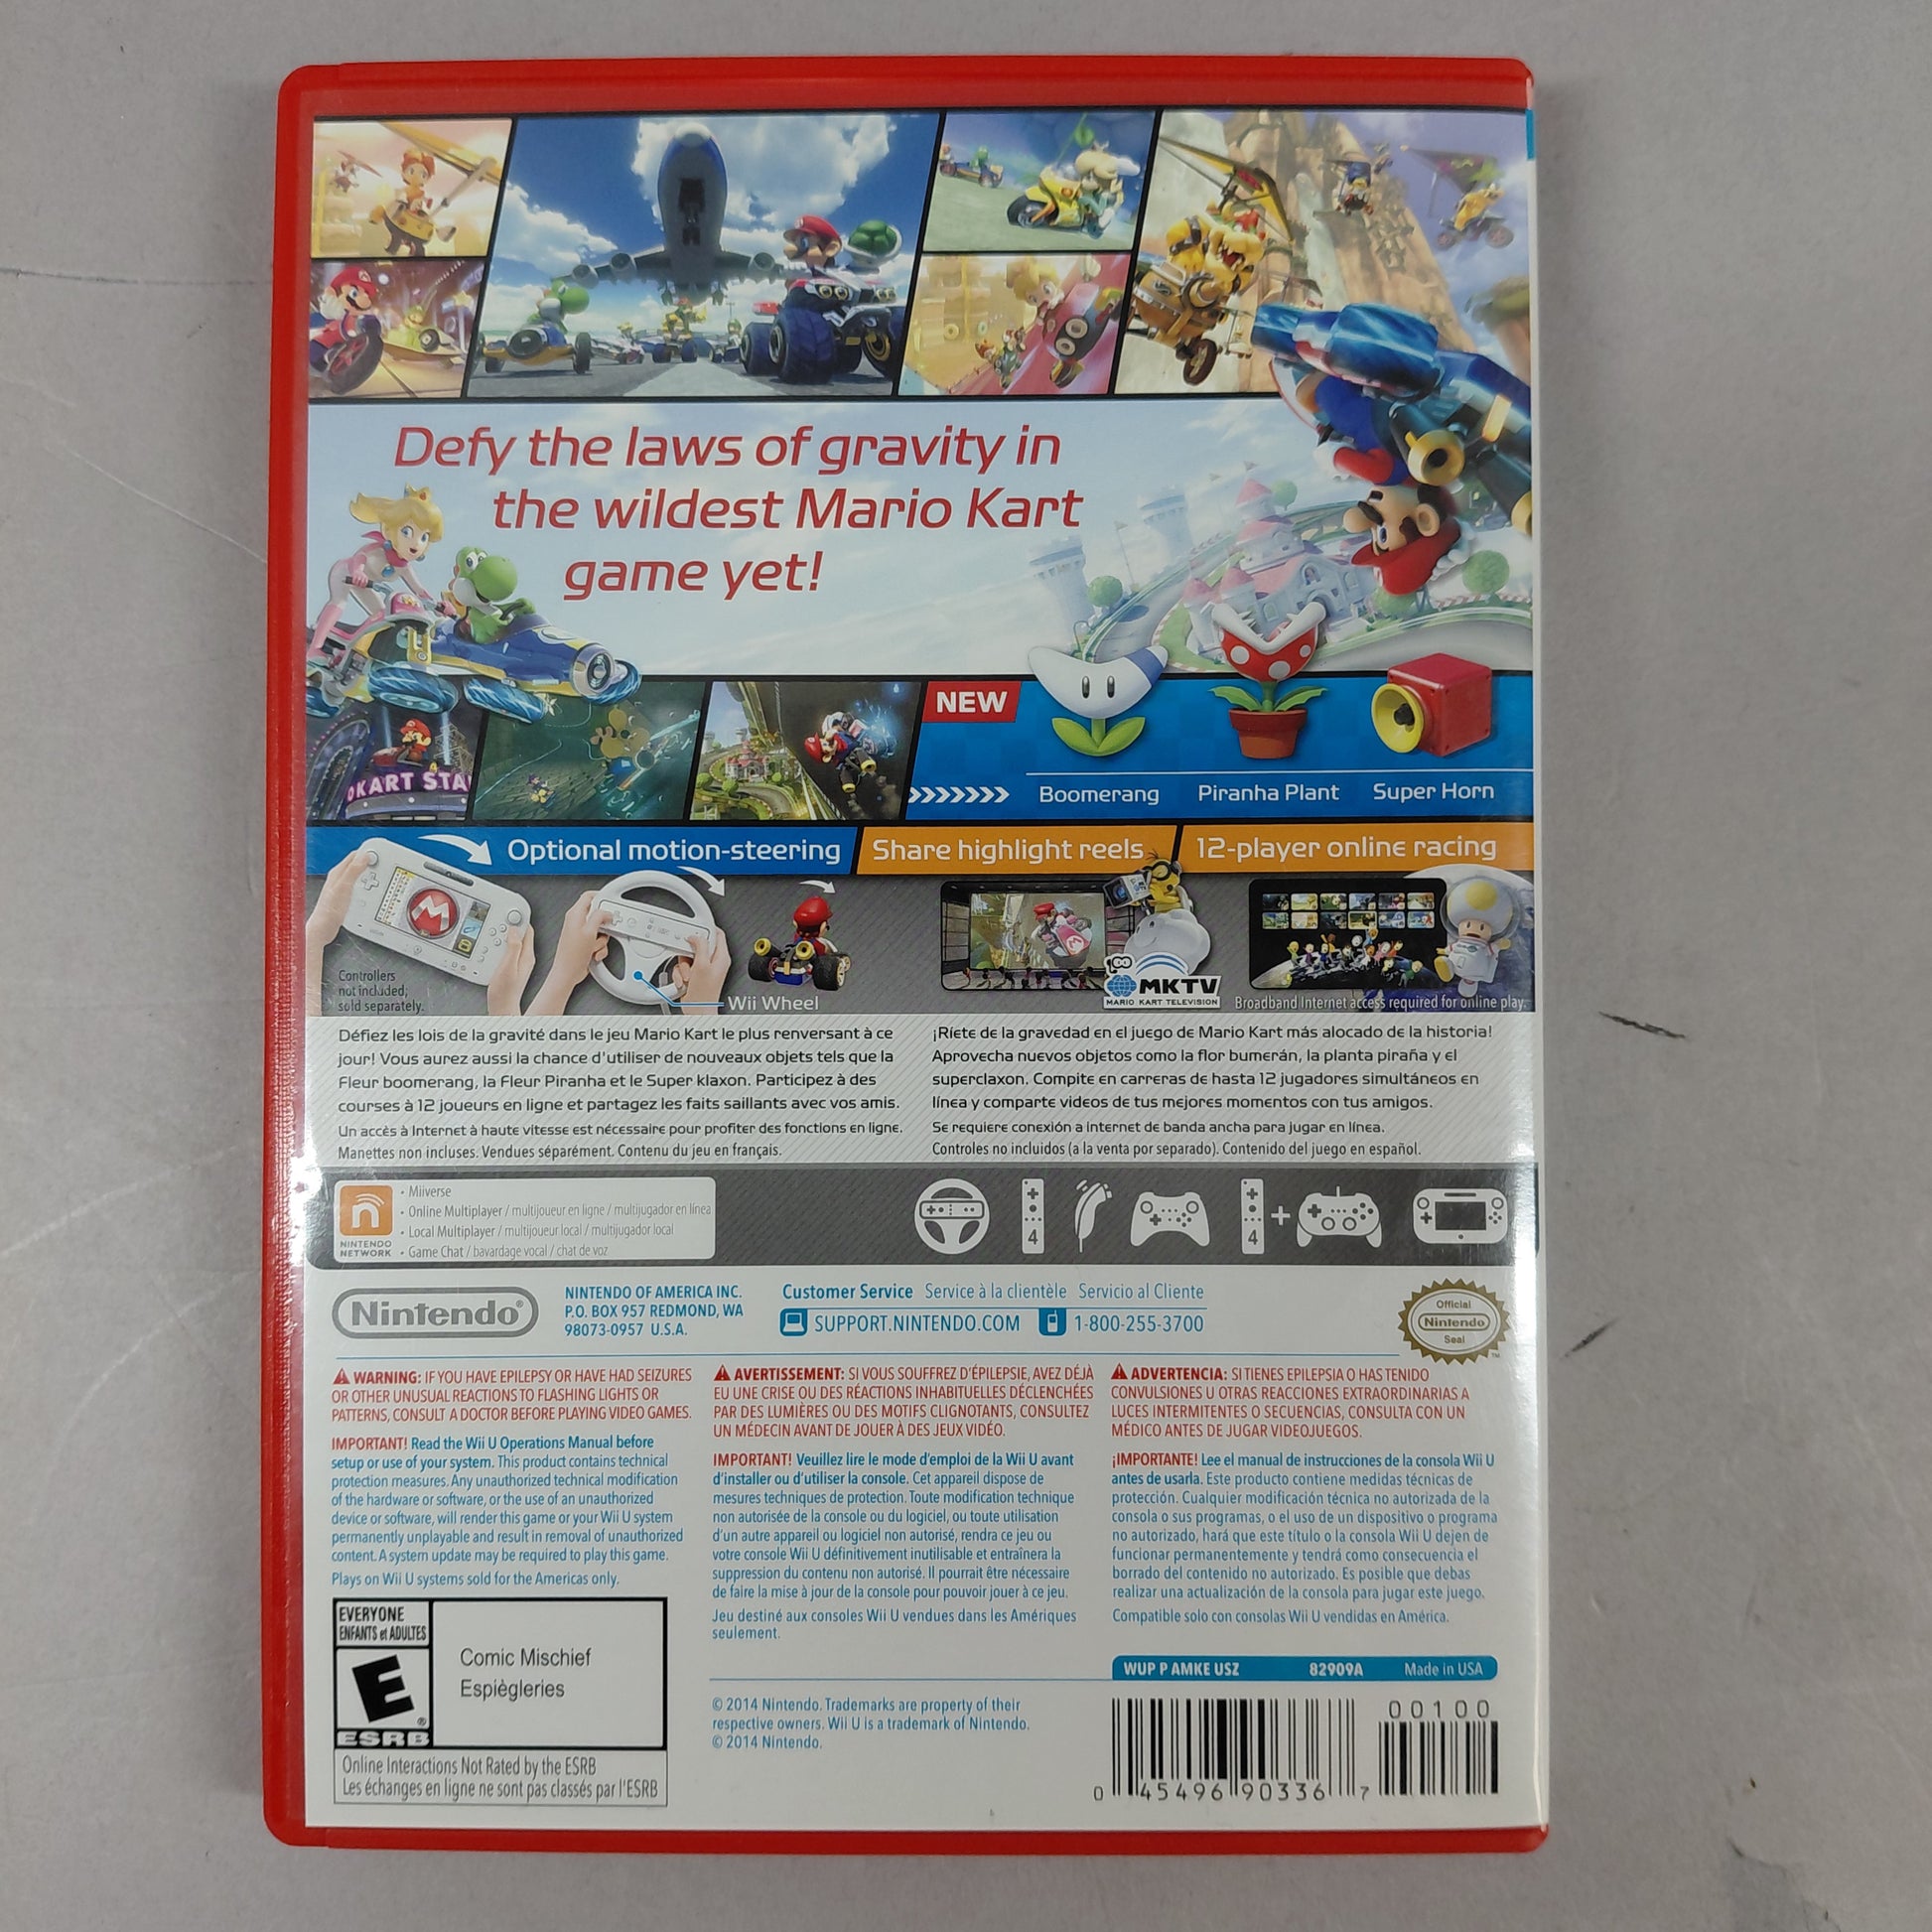 Defy the laws of gravity in
the wildest Mario Kart
game yet!
OKART STA
NEW
Boomerang
Piranha Plant
Super Horn
Optional motion-steering
Share highlight reels
12-player online racing
M
Controllers
not included;
sold separately.
Wii Wheel
MKTV
MARIO KART TELEVISION
Broadband Internet access required for online play.
Défiez les lois de la gravité dans le jeu Mario Kart le plus renversant à ce
jour! Vous aurez aussi la chance d'utiliser de nouveaux objets tels que la
Fleur boomerang, la Fleur Piranha et le Super klaxon. Participez à des
courses à 12 joueurs en ligne et partagez les faits saillants avec vos amis.
Un accès à Internet à haute vitesse est nécessaire pour profiter des fonctions en ligne.
Manettes non incluses. Vendues séparément. Contenu du jeu en français.
¡Ríete de la gravedad en el juego de Mario Kart más alocado de la historia!
Aprovecha nuevos objetos como la flor bumerán, la planta piraña y el
superclaxon. Compite en carreras de hasta 12 jugadores simultáneos en
línea y comparte videos de tus mejores momentos con tus amigos.
Se requiere conexión a internet de banda ancha para jugar en línea.
Controles no incluidos (a la venta por separado). Contenido del juego en español.
NINTENDO
NETWORK
• Miiverse
• Online Multiplayer / multijoueur en ligne / multijugador en línea
• Local Multiplayer / multijoueur local / multijugador local
• Game Chat / bavardage vocal / chat de voz
4
4
+
Nintendo®
NINTENDO OF AMERICA INC.
P.O. BOX 957 REDMOND, WA
98073-0957 U.S.A.
Customer Service Service à la clientèle Servicio al Cliente
SUPPORT.NINTENDO.COM 1-800-255-3700
Official
Nintendo
Seal
™
WARNING: IF YOU HAVE EPILEPSY OR HAVE HAD SEIZURES
OR OTHER UNUSUAL REACTIONS TO FLASHING LIGHTS OR
PATTERNS, CONSULT A DOCTOR BEFORE PLAYING VIDEO GAMES.
IMPORTANT! Read the Wii U Operations Manual before
setup or use of your system. This product contains technical
protection measures. Any unauthorized technical modification
of the hardware or software, or the use of an unauthorized
device or software, will render this game or your Wii U system
permanently unplayable and result in removal of unauthorized
content. A system update may be required to play this game.
Plays on Wii U systems sold for the Americas only.
AVERTISSEMENT: SI VOUS SOUFFREZ D'ÉPILEPSIE, AVEZ DÉJÀ
EU UNE CRISE OU DES RÉACTIONS INHABITUELLES DÉCLENCHÉES
PAR DES LUMIÈRES OU DES MOTIFS CLIGNOTANTS, CONSULTEZ
UN MÉDECIN AVANT DE JOUER À DES JEUX VIDÉO.
IMPORTANT! Veuillez lire le mode d'emploi de la Wii U avant
d'installer ou d'utiliser la console. Cet appareil dispose de
mesures techniques de protection. Toute modification technique
non autorisée de la console ou du logiciel, ou toute utilisation
d'un autre appareil ou logiciel non autorisé, rendra ce jeu ou
votre console Wii U définitivement inutilisable et entraînera la
suppression du contenu non autorisé. Il pourrait être nécessaire
de faire la mise à jour de la console pour pouvoir jouer à ce jeu.
Jeu destiné aux consoles Wii U vendues dans les Amériques
seulement.
ADVERTENCIA: SI TIENES EPILEPSIA O HAS TENIDO
CONVULSIONES U OTRAS REACCIONES EXTRAORDINARIAS A
LUCES INTERMITENTES O SECUENCIAS, CONSULTA CON UN
MÉDICO ANTES DE JUGAR VIDEOJUEGOS.
¡IMPORTANTE! Lee el manual de instrucciones de la consola Wii U
antes de usarla. Este producto contiene medidas técnicas de
protección. Cualquier modificación técnica no autorizada de la
consola o sus programas, o el uso de un dispositivo o programa
no autorizado, hará que este título o la consola Wii U dejen de
funcionar permanentemente y tendrá como consecuencia el
borrado del contenido no autorizado. Es posible que debas
realizar una actualización de la consola para jugar este juego.
Compatible solo con consolas Wii U vendidas en América.
EVERYONE
ENFANTS et ADULTES
E
®
ESRB
Comic Mischief
Espiègleries
Online Interactions Not Rated by the ESRB
Les échanges en ligne ne sont pas classés par l'ESRB
© 2014 Nintendo. Trademarks are property of their
respective owners. Wii U is a trademark of Nintendo.
© 2014 Nintendo.
WUP P AMKE USZ 82909A Made in USA
00100
0 45496 90336 7